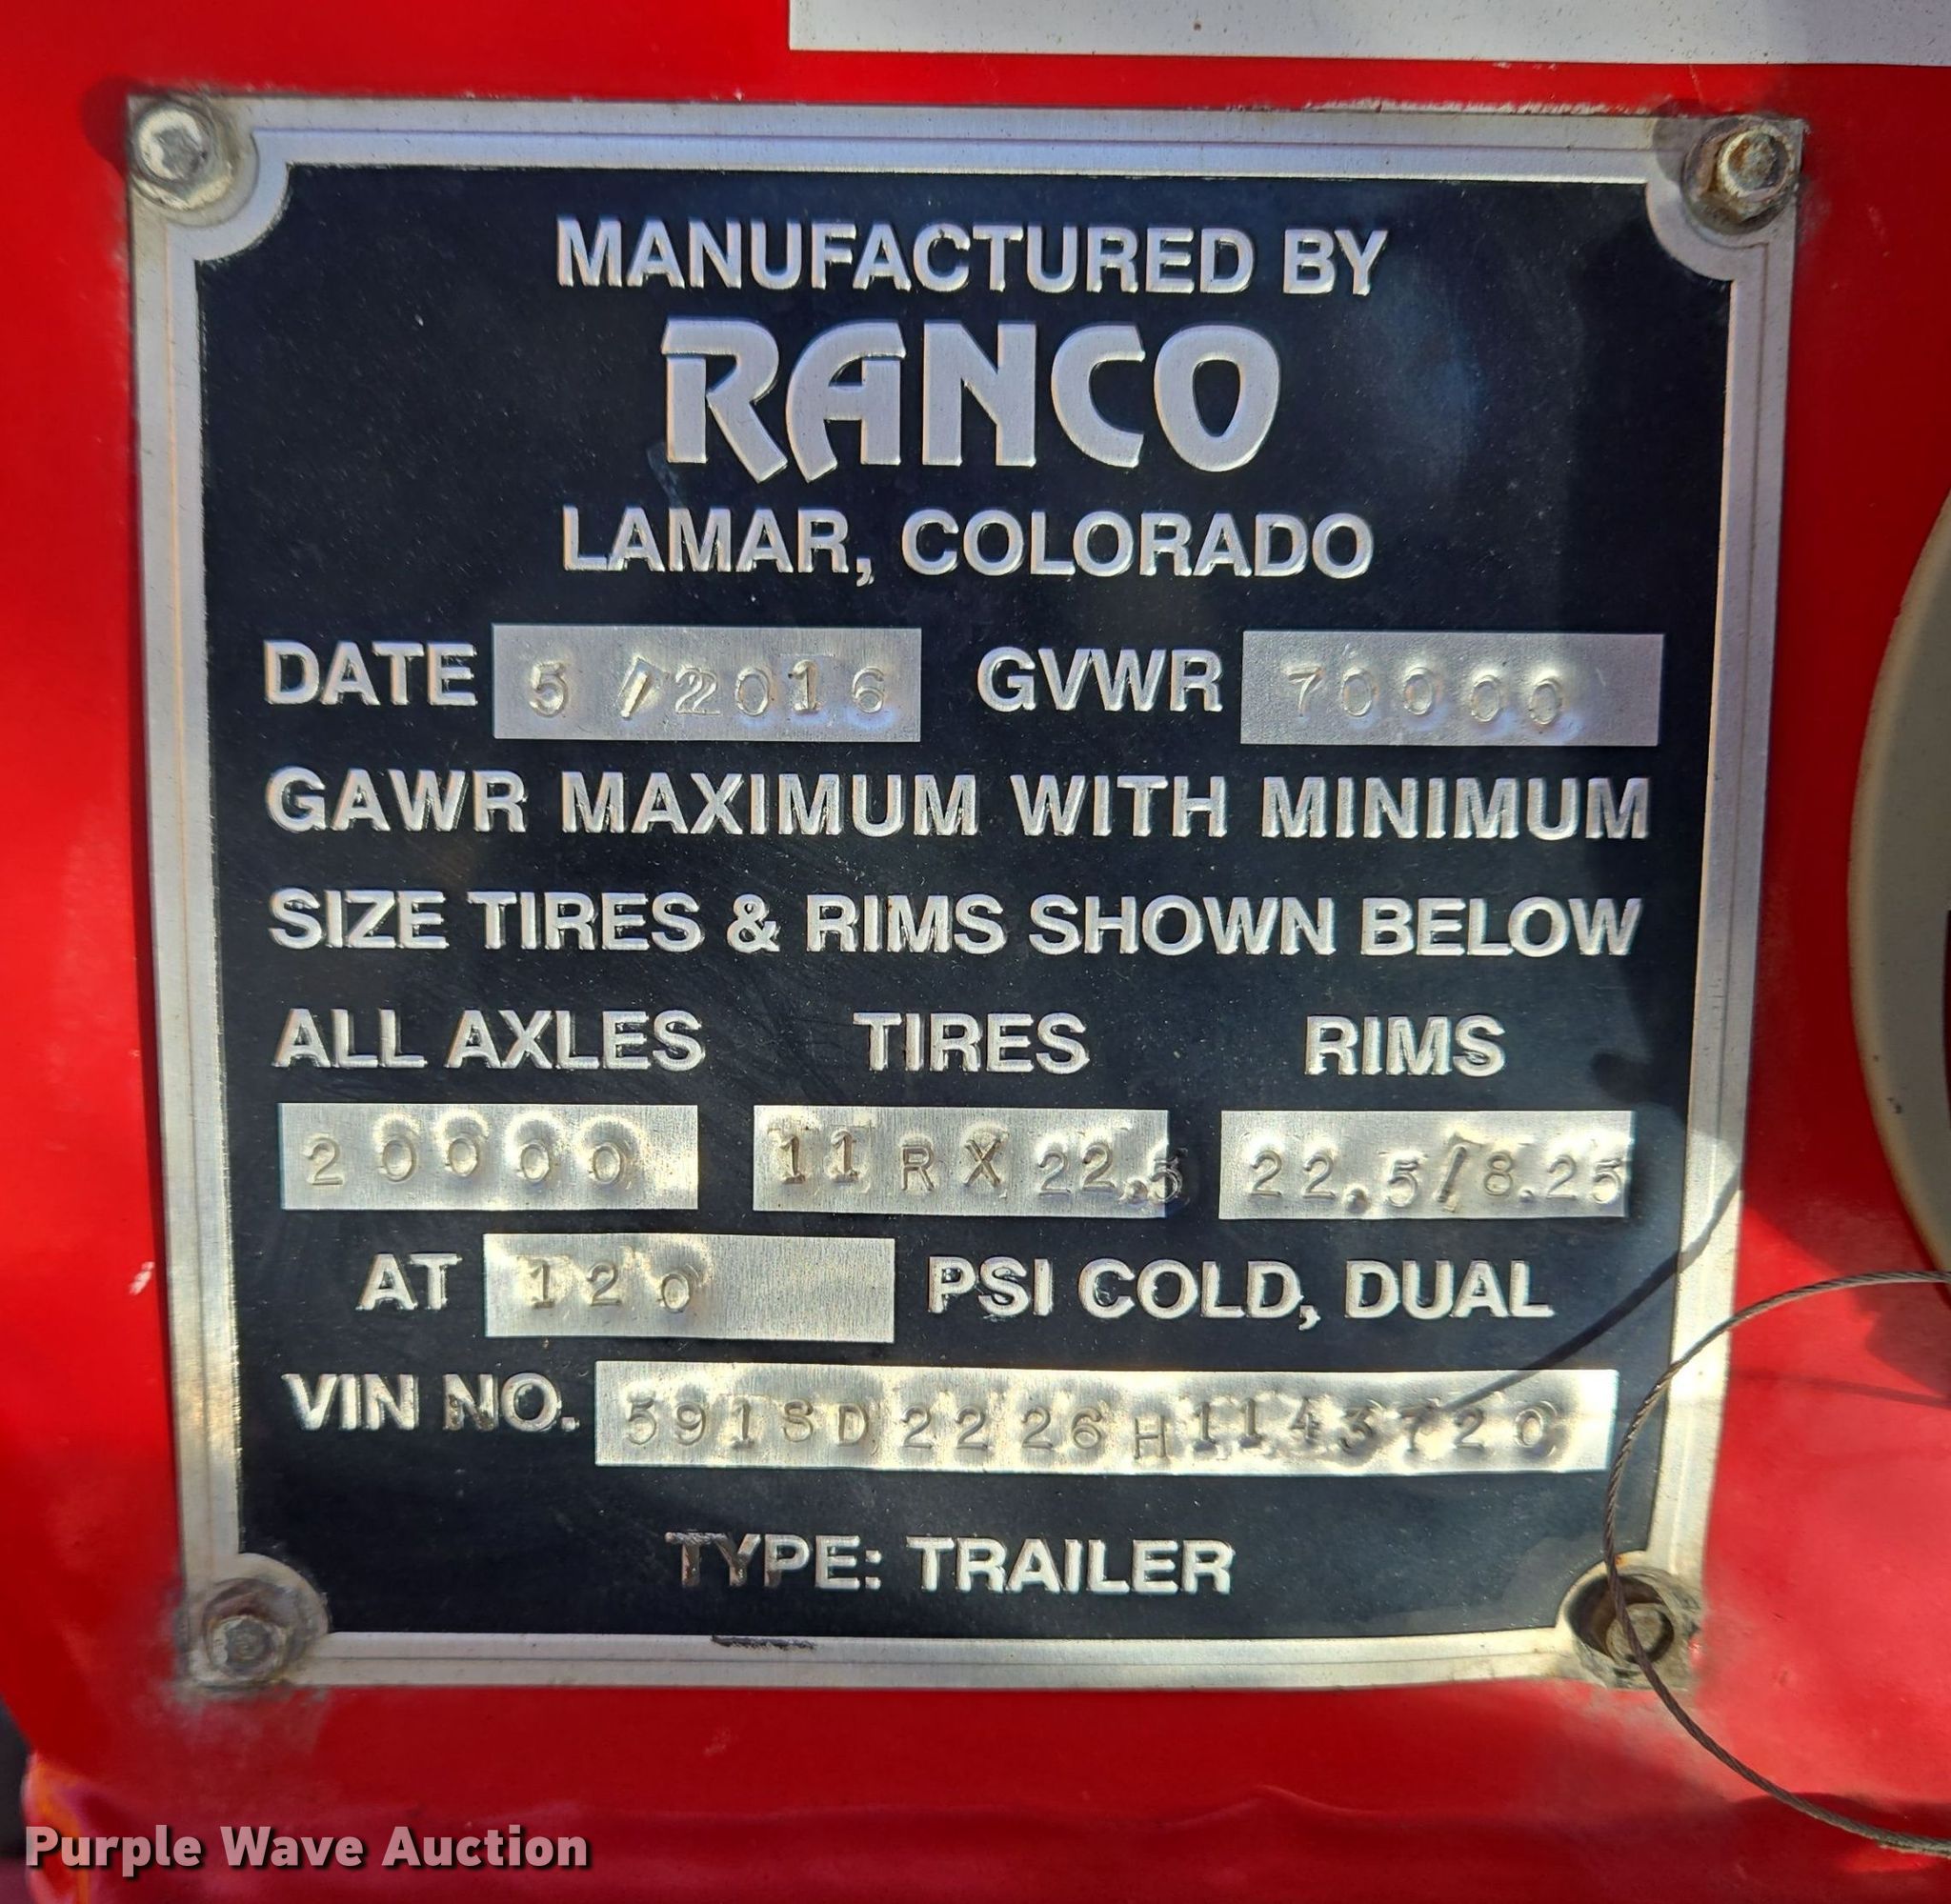 MANUFACTURED BY
RANCO
LAMAR, COLORADO
DATE 5/2016 GVWR 70000
GAWR MAXIMUM WITH MINIMUM
SIZE TIRES & RIMS SHOWN BELOW
ALL AXLES TIRES RIMS
20000 11RX22.5 22.5/8.25
AT 120 PSI COLD, DUAL
VIN NO. 591SD2226H1143720
TYPE: TRAILER
Purple Wave Auction